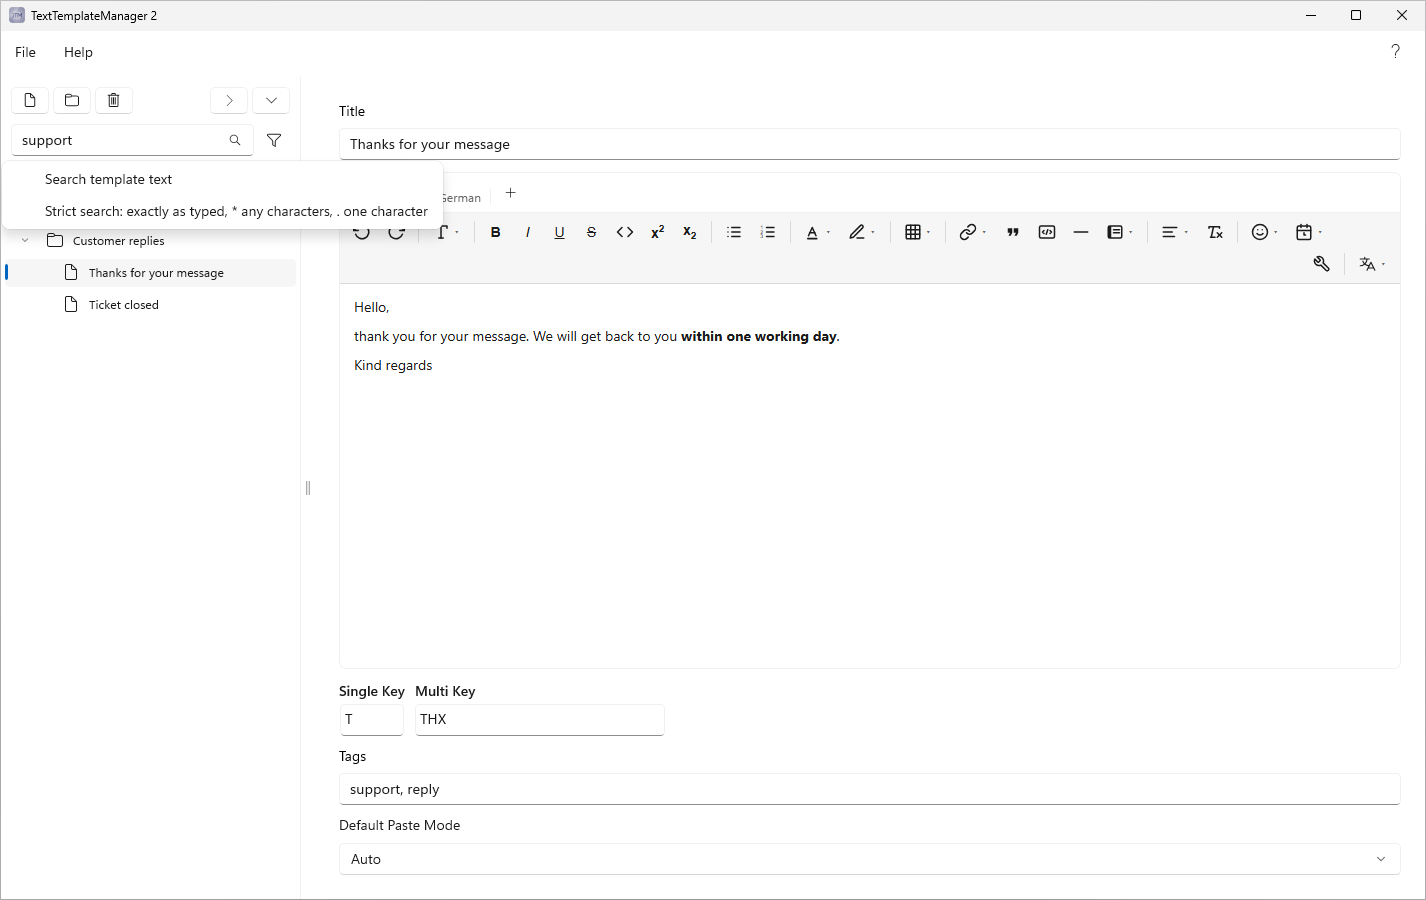 TextTemplateManager 2
File Help
?
support
Title
Thanks for your message
Search template text
Strict search: exactly as typed, * any characters, . one character
German
+
B I U S <> x² x₂
Customer replies
Thanks for your message
Ticket closed
Hello,
thank you for your message. We will get back to you within one working day.
Kind regards
Single Key Multi Key
T THX
Tags
support, reply
Default Paste Mode
Auto